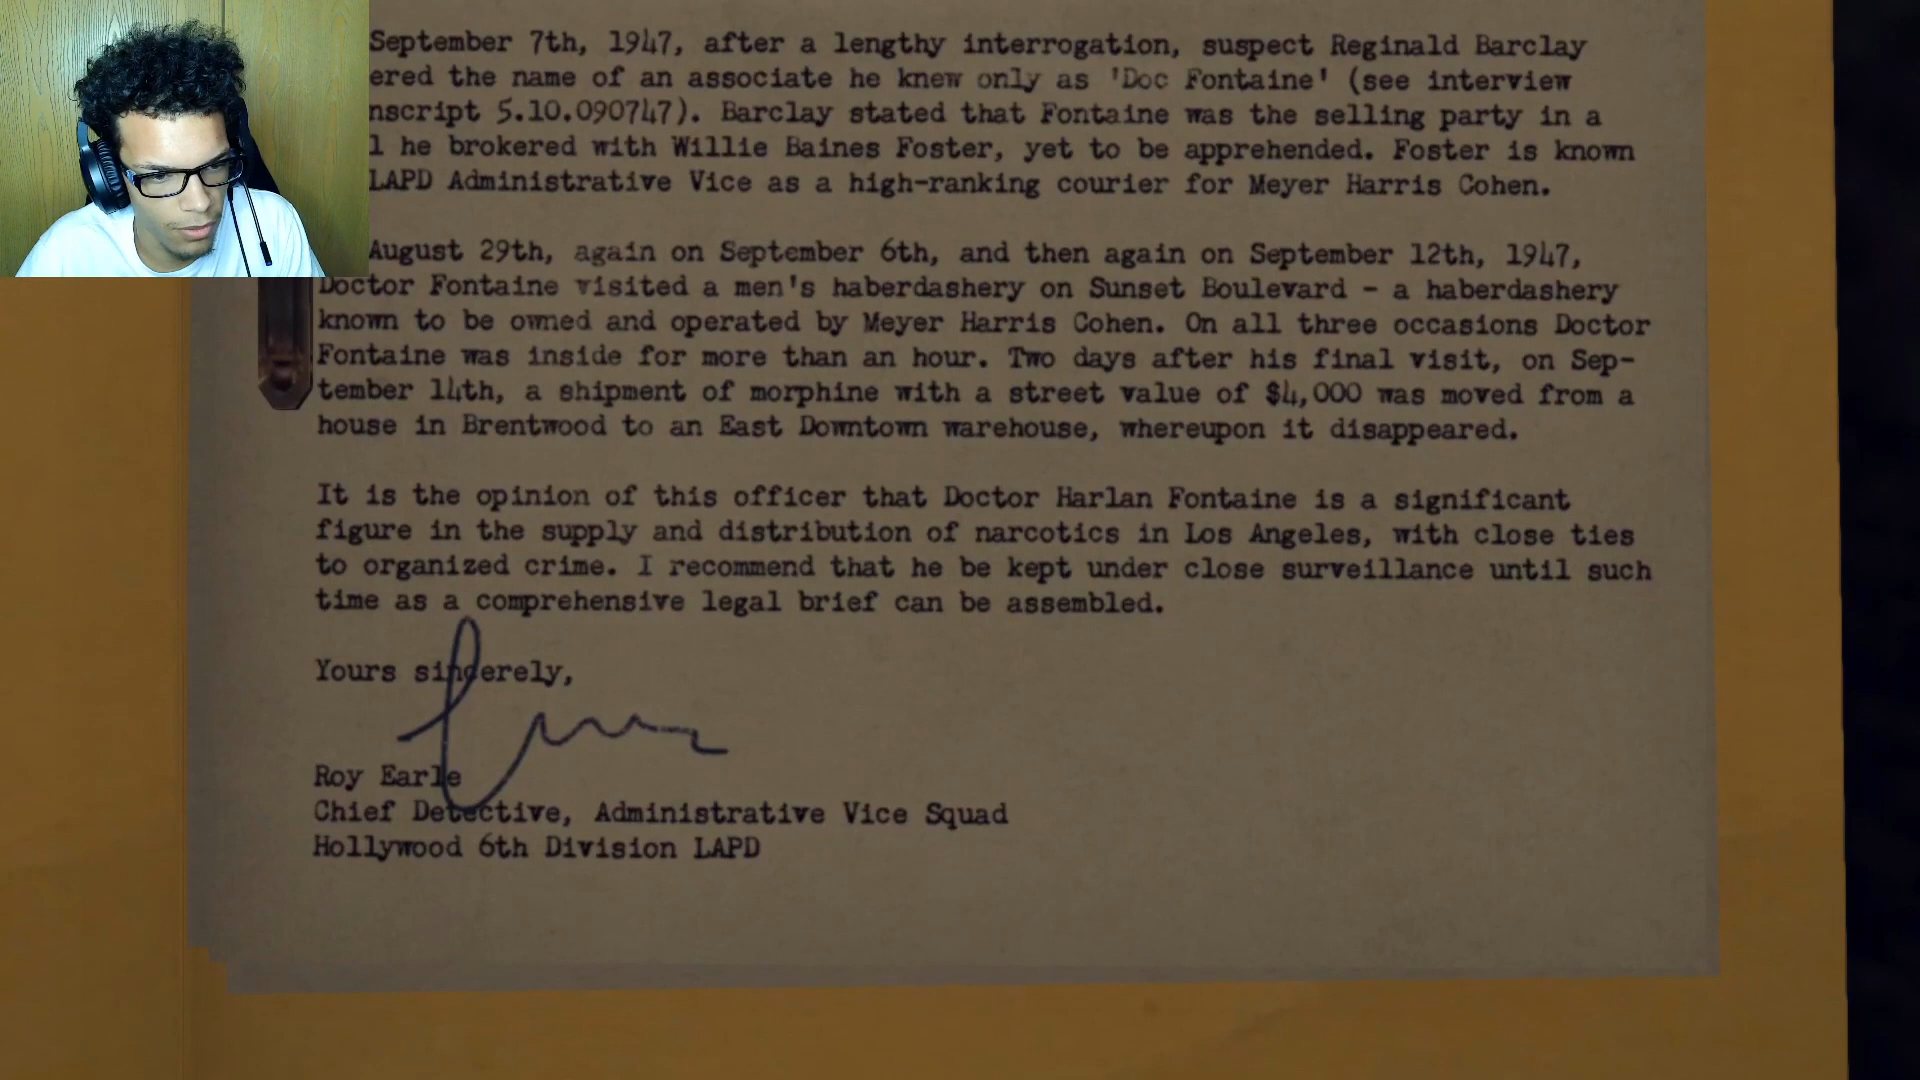 September 7th, 1947, after a lengthy interrogation, suspect Reginald Barclay
ered the name of an associate he knew only as 'Doc Fontaine' (see interview
nscript 5.10.090747). Barclay stated that Fontaine was the selling party in a
l he brokered with Willie Baines Foster, yet to be apprehended. Foster is known
LAPD Administrative Vice as a high-ranking courier for Meyer Harris Cohen.
August 29th, again on September 6th, and then again on September 12th, 1947,
Doctor Fontaine visited a men's haberdashery on Sunset Boulevard - a haberdashery
known to be owned and operated by Meyer Harris Cohen. On all three occasions Doctor
Fontaine was inside for more than an hour. Two days after his final visit, on Sep-
tember 14th, a shipment of morphine with a street value of $4,000 was moved from a
house in Brentwood to an East Downtown warehouse, whereupon it disappeared.
It is the opinion of this officer that Doctor Harlan Fontaine is a significant
figure in the supply and distribution of narcotics in Los Angeles, with close ties
to organized crime. I recommend that he be kept under close surveillance until such
time as a comprehensive legal brief can be assembled.
Yours sincerely,
Roy Earle
Chief Detective, Administrative Vice Squad
Hollywood 6th Division LAPD